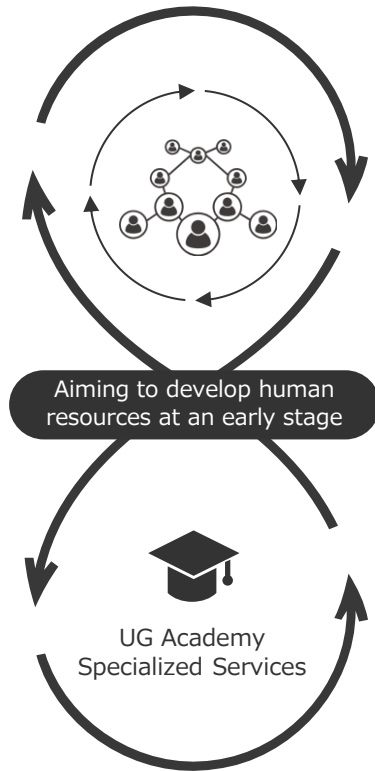 Aiming to develop human
resources at an early stage
UG Academy
Specialized Services